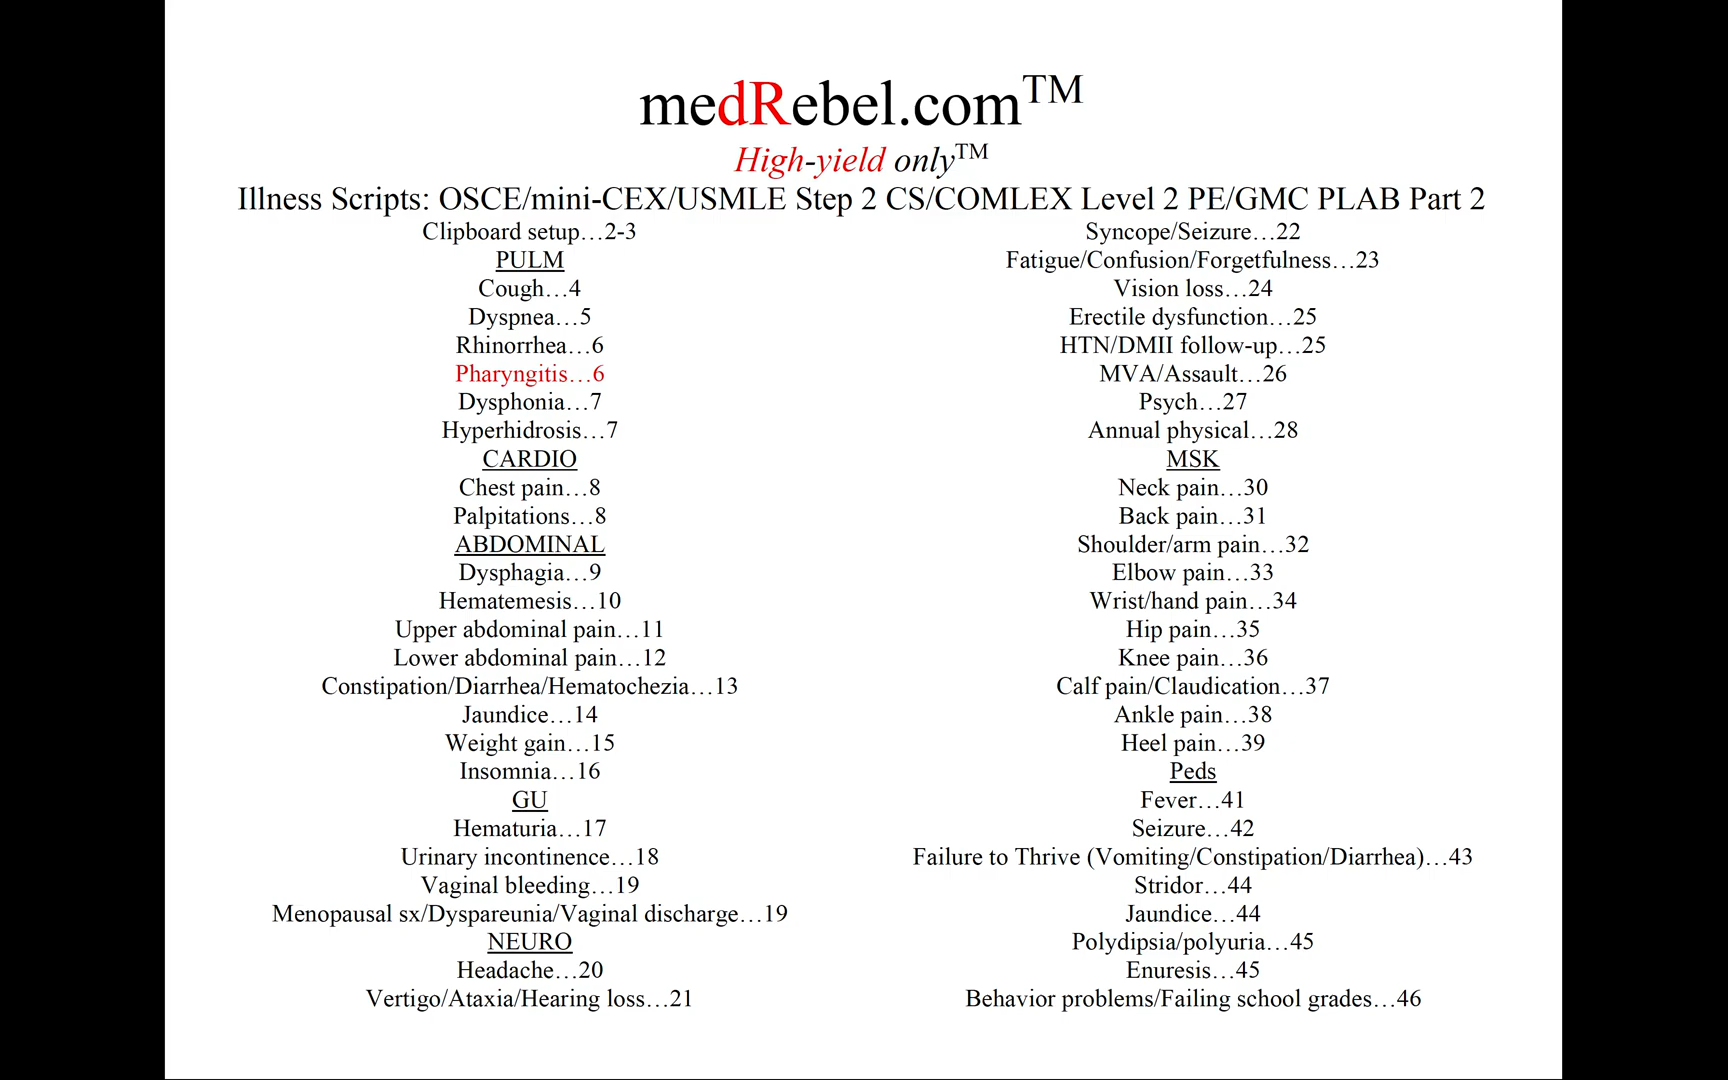 medRebel.com™
High-yield only™
Illness Scripts: OSCE/mini-CEX/USMLE Step 2 CS/COMLEX Level 2 PE/GMC PLAB Part 2
Clipboard setup…2-3
PULM
Cough…4
Dyspnea…5
Rhinorrhea…6
Pharyngitis…6
Dysphonia…7
Hyperhidrosis…7
CARDIO
Chest pain…8
Palpitations…8
ABDOMINAL
Dysphagia…9
Hematemesis…10
Upper abdominal pain…11
Lower abdominal pain…12
Constipation/Diarrhea/Hematochezia…13
Jaundice…14
Weight gain…15
Insomnia…16
GU
Hematuria…17
Urinary incontinence…18
Vaginal bleeding…19
Menopausal sx/Dyspareunia/Vaginal discharge…19
NEURO
Headache…20
Vertigo/Ataxia/Hearing loss…21
Syncope/Seizure…22
Fatigue/Confusion/Forgetfulness…23
Vision loss…24
Erectile dysfunction…25
HTN/DMII follow-up…25
MVA/Assault…26
Psych…27
Annual physical…28
MSK
Neck pain…30
Back pain…31
Shoulder/arm pain…32
Elbow pain…33
Wrist/hand pain…34
Hip pain…35
Knee pain…36
Calf pain/Claudication…37
Ankle pain…38
Heel pain…39
Peds
Fever…41
Seizure…42
Failure to Thrive (Vomiting/Constipation/Diarrhea)…43
Stridor…44
Jaundice…44
Polydipsia/polyuria…45
Enuresis…45
Behavior problems/Failing school grades…46